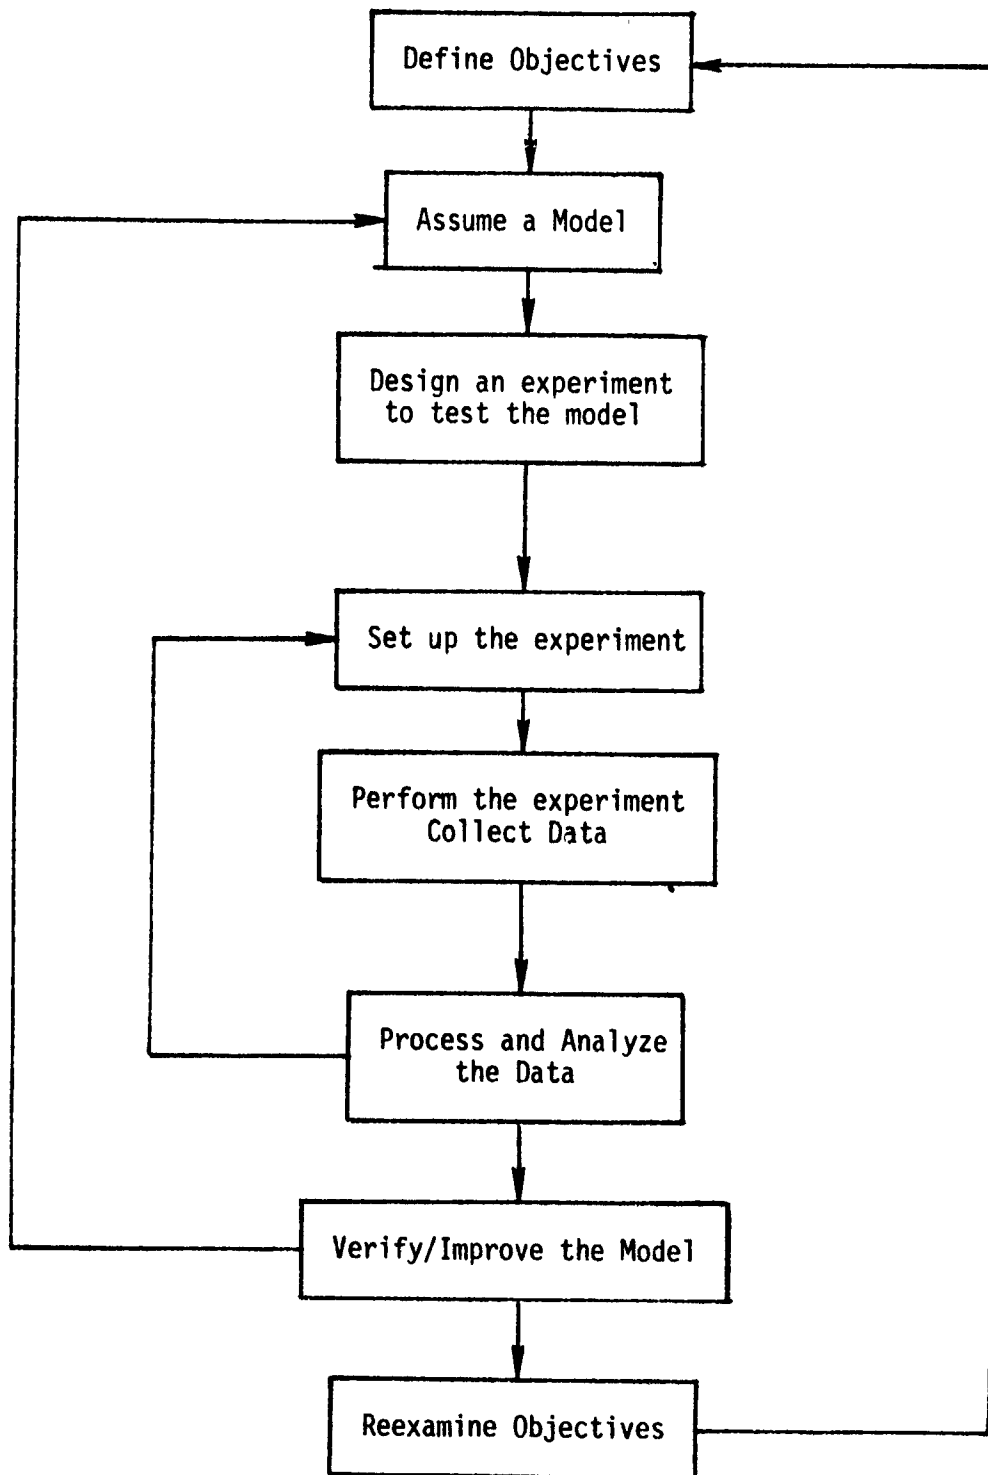 Define Objectives
Assume a Model
Design an experiment
to test the model
Set up the experiment
Perform the experiment
Collect Data
Process and Analyze
the Data
Verify/Improve the Model
Reexamine Objectives